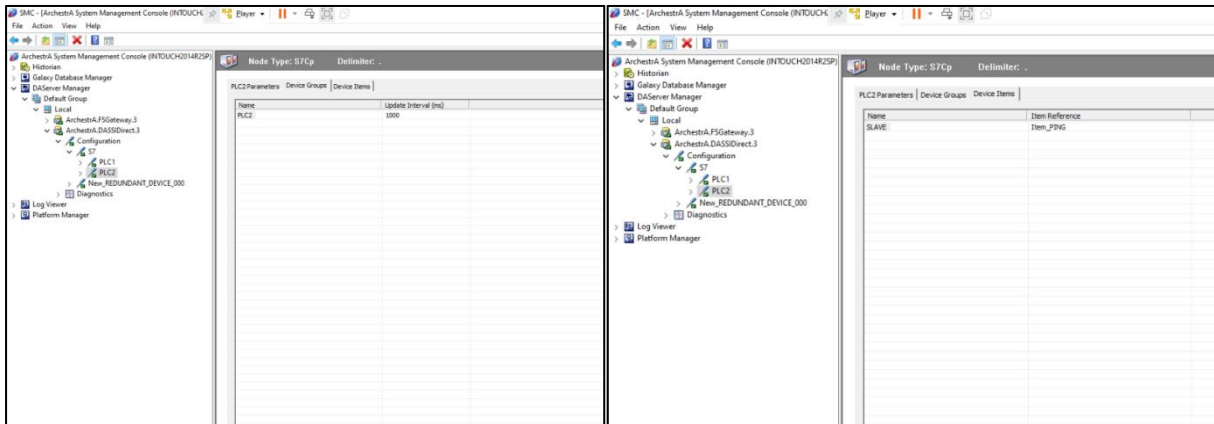 SMC - [ArchestrA System Management Console (INTOUCH
Player
File Action View Help
ArchestrA System Management Console (INTOUCH2014R2SP)
Historian
Galaxy Database Manager
DAServer Manager
Default Group
Local
ArchestrA.FSGateway.3
ArchestrA.DASSIDirect.3
Configuration
S7
PLC1
PLC2
New_REDUNDANT_DEVICE_000
Diagnostics
Log Viewer
Platform Manager
Node Type: S7Cp Delimiter: .
PLC2 Parameters Device Groups Device Items
Name Update Interval (ms)
PLC2 1000
SMC - [ArchestrA System Management Console (INTOUCH
Player
File Action View Help
ArchestrA System Management Console (INTOUCH2014R2SP)
Historian
Galaxy Database Manager
DAServer Manager
Default Group
Local
ArchestrA.FSGateway.3
ArchestrA.DASSIDirect.3
Configuration
S7
PLC1
PLC2
New_REDUNDANT_DEVICE_000
Diagnostics
Log Viewer
Platform Manager
Node Type: S7Cp Delimiter: .
PLC2 Parameters Device Groups Device Items
Name Item Reference
SLAVE Item_PING